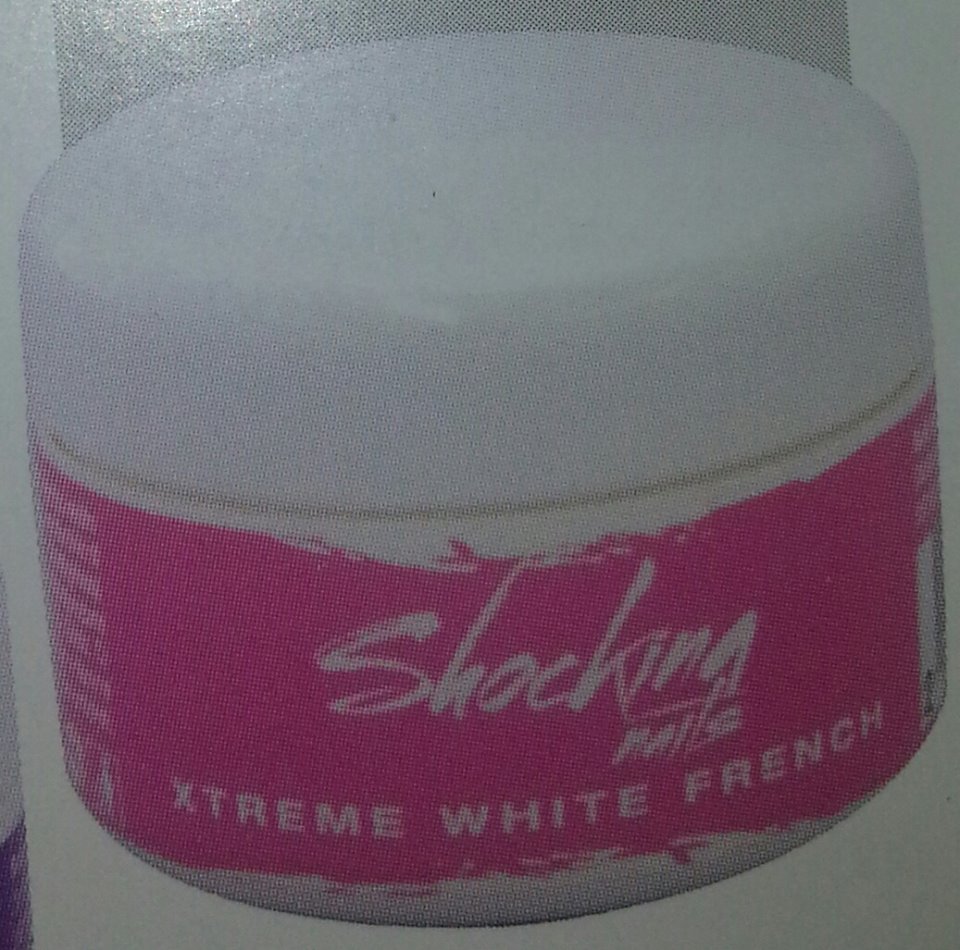 Shocking
nails
XTREME WHITE FRENCH